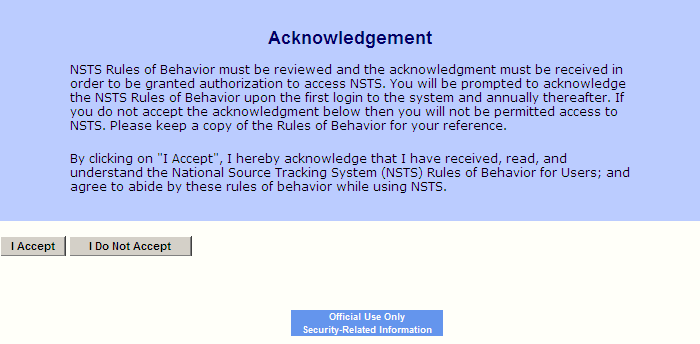 Acknowledgement
NSTS Rules of Behavior must be reviewed and the acknowledgment must be received in
order to be granted authorization to access NSTS. You will be prompted to acknowledge
the NSTS Rules of Behavior upon the first login to the system and annually thereafter. If
you do not accept the acknowledgment below then you will not be permitted access to
NSTS. Please keep a copy of the Rules of Behavior for your reference.
By clicking on "I Accept", I hereby acknowledge that I have received, read, and
understand the National Source Tracking System (NSTS) Rules of Behavior for Users; and
agree to abide by these rules of behavior while using NSTS.
I Accept I Do Not Accept
Official Use Only
Security-Related Information